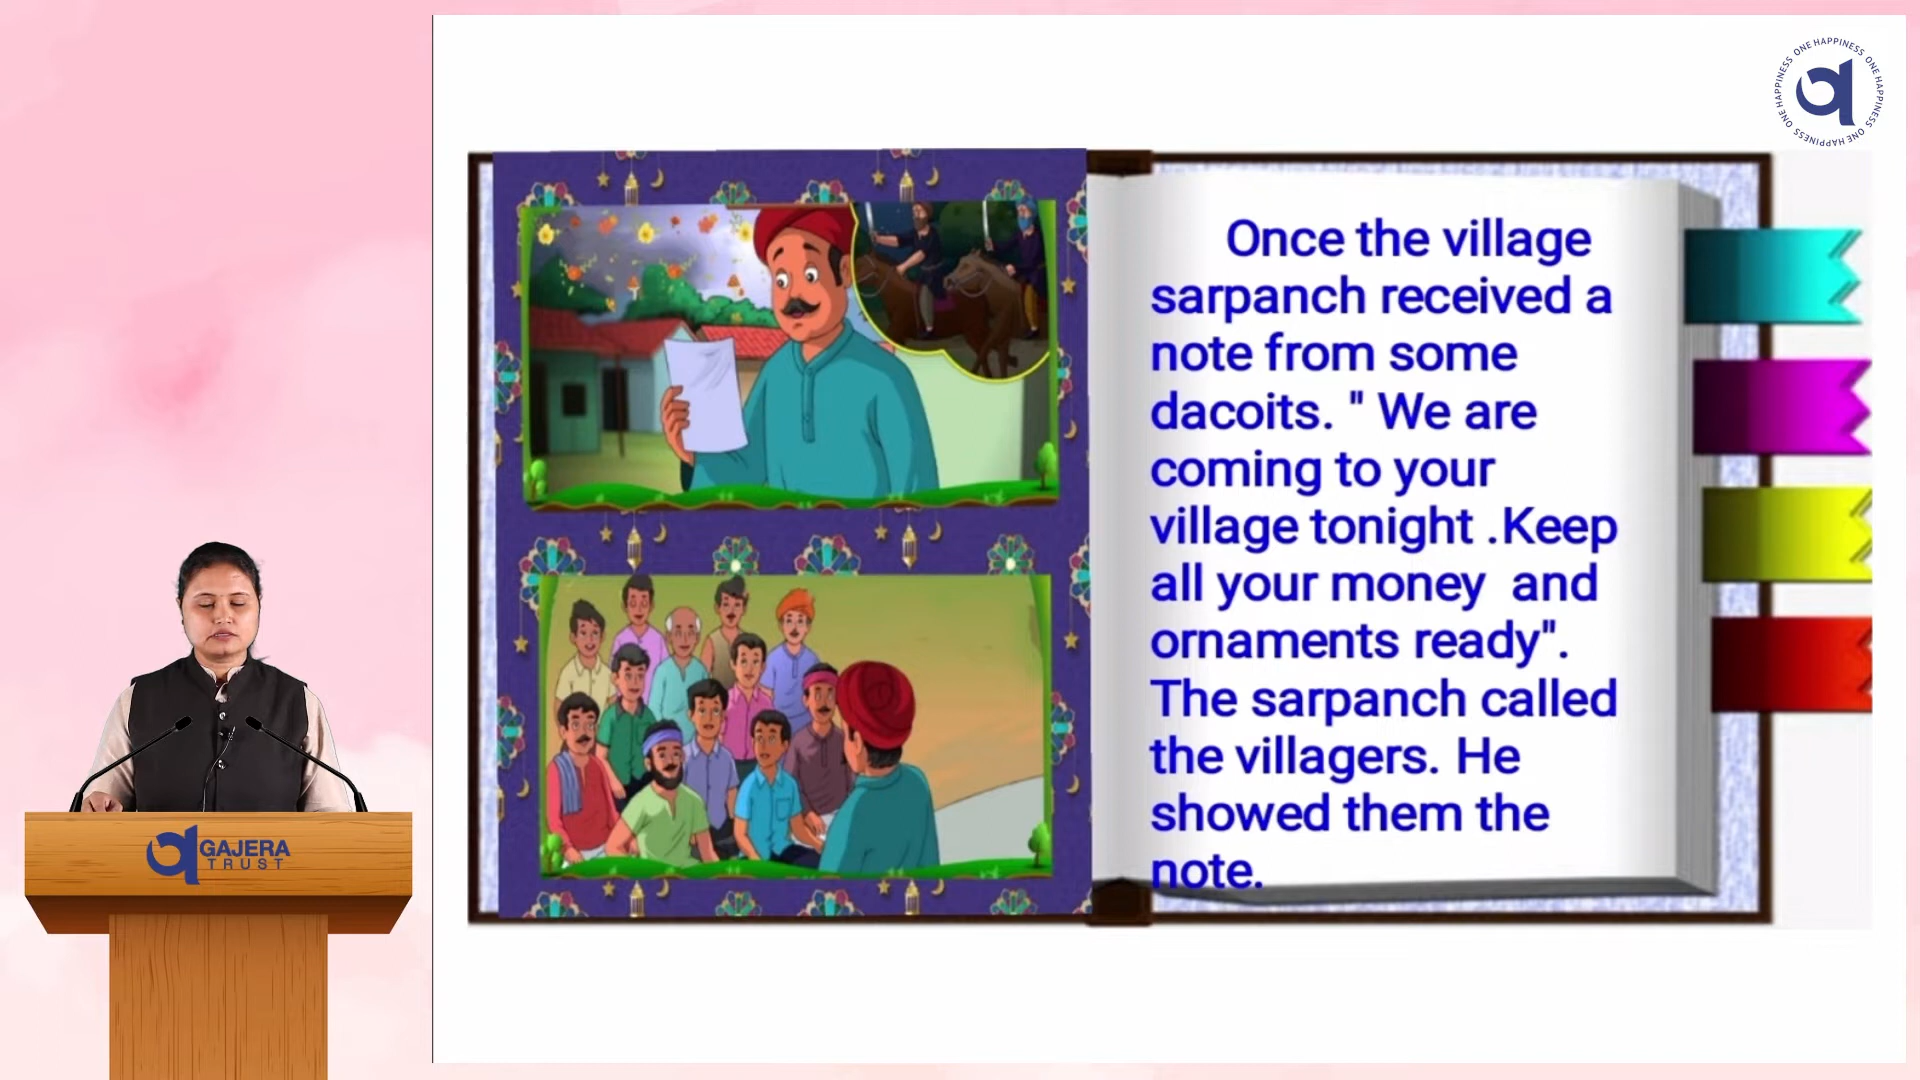 ONE HAPPINESS ONE HAPPINESS ONE HAPPINESS ONE HAPPINESS
Once the village
sarpanch received a
note from some
dacoits. " We are
coming to your
village tonight .Keep
all your money  and
ornaments ready".
The sarpanch called
the villagers. He
showed them the
note.
GAJERA
TRUST